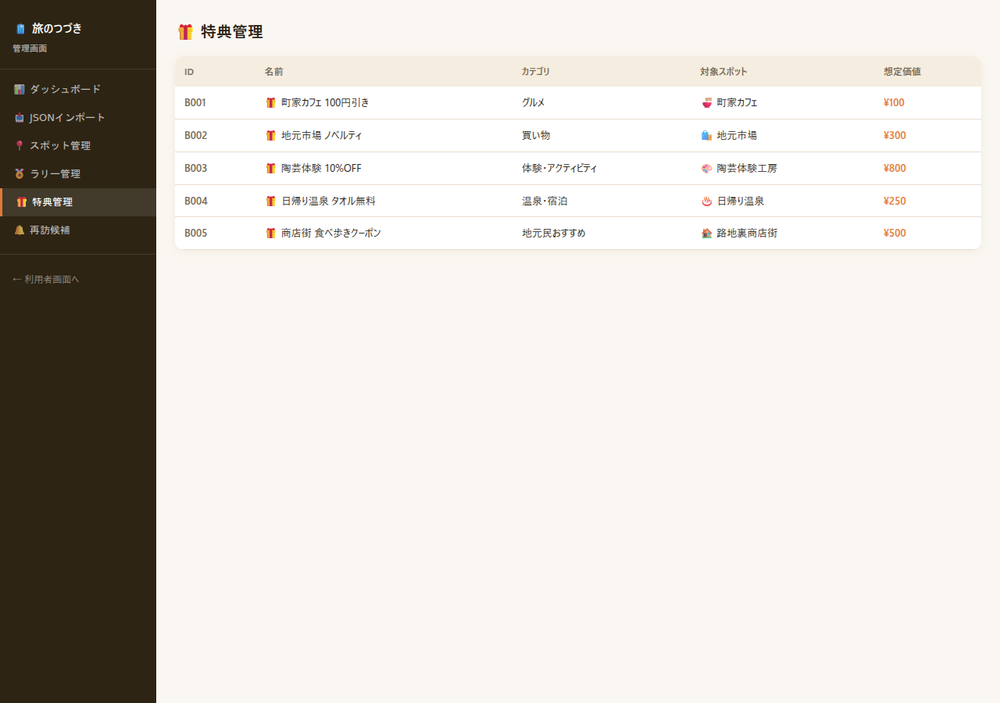 旅のつづき
管理画面
ダッシュボード
JSONインポート
スポット管理
ラリー管理
特典管理
再訪候補
← 利用者画面へ
特典管理
ID 名前 カテゴリ 対象スポット 想定価値
B001 町家カフェ 100円引き グルメ 町家カフェ ¥100
B002 地元市場 ノベルティ 買い物 地元市場 ¥300
B003 陶芸体験 10%OFF 体験・アクティビティ 陶芸体験工房 ¥800
B004 日帰り温泉 タオル無料 温泉・宿泊 日帰り温泉 ¥250
B005 商店街 食べ歩きクーポン 地元民おすすめ 路地裏商店街 ¥500